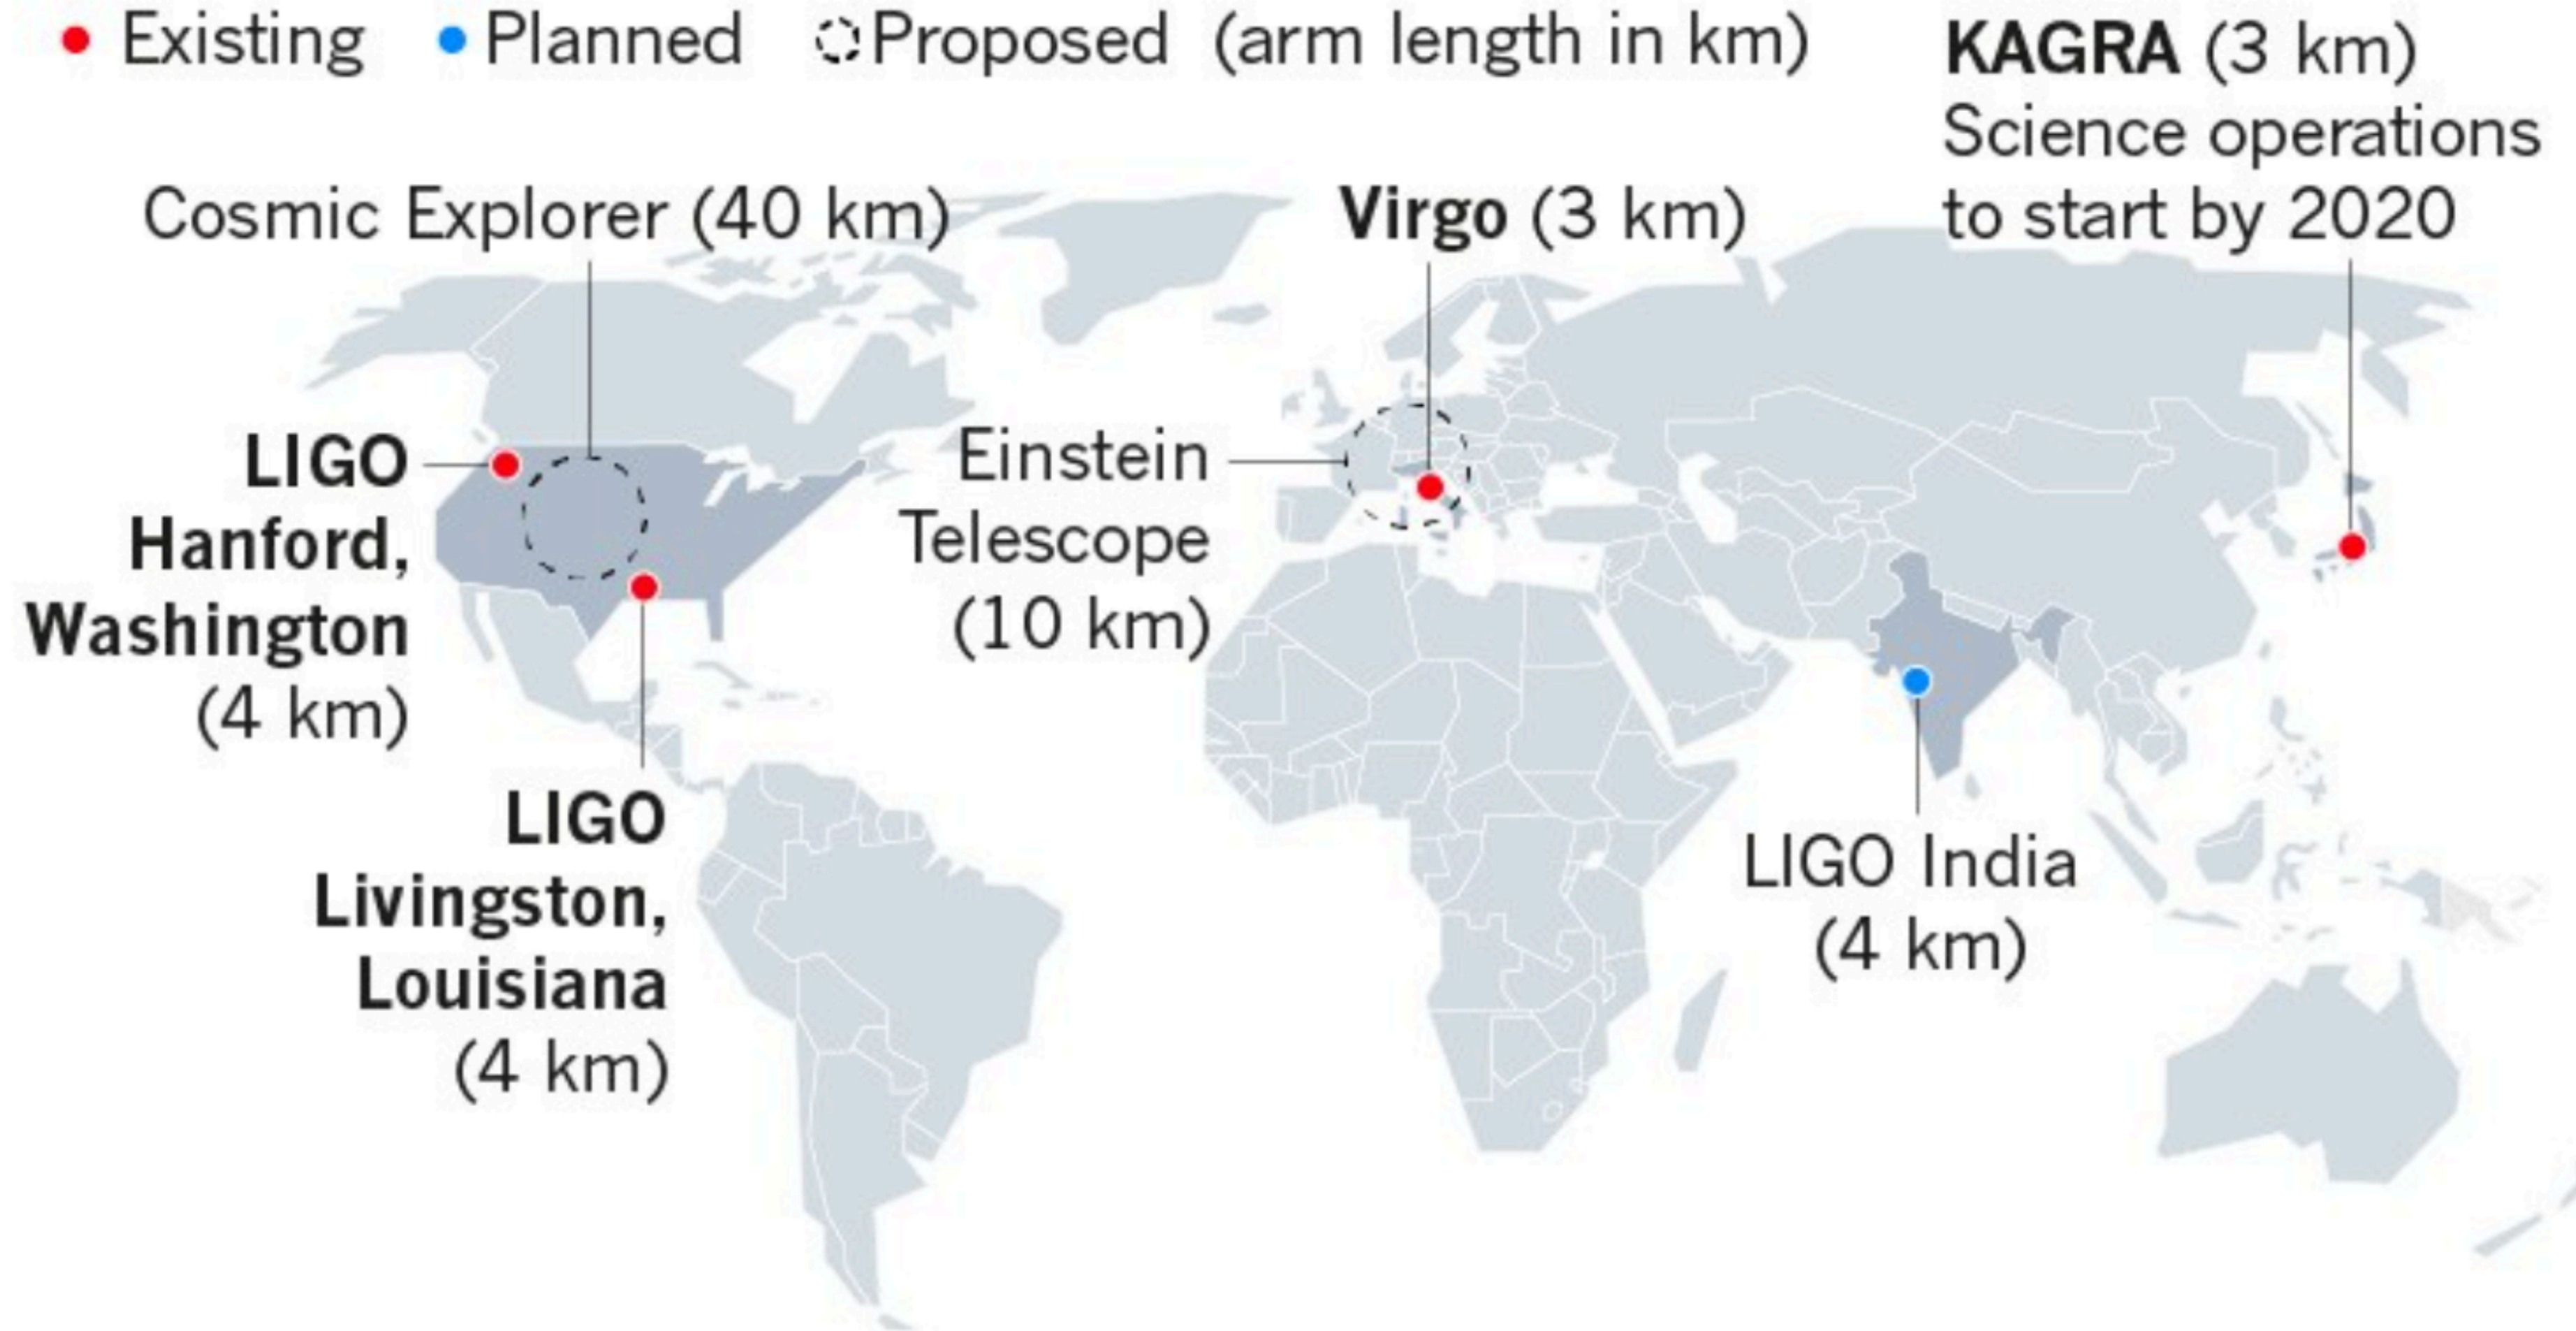 Existing Planned Proposed (arm length in km)
KAGRA (3 km)
Science operations
to start by 2020
Cosmic Explorer (40 km)
Virgo (3 km)
LIGO
Hanford,
Washington
(4 km)
Einstein
Telescope
(10 km)
LIGO
Livingston,
Louisiana
(4 km)
LIGO India
(4 km)